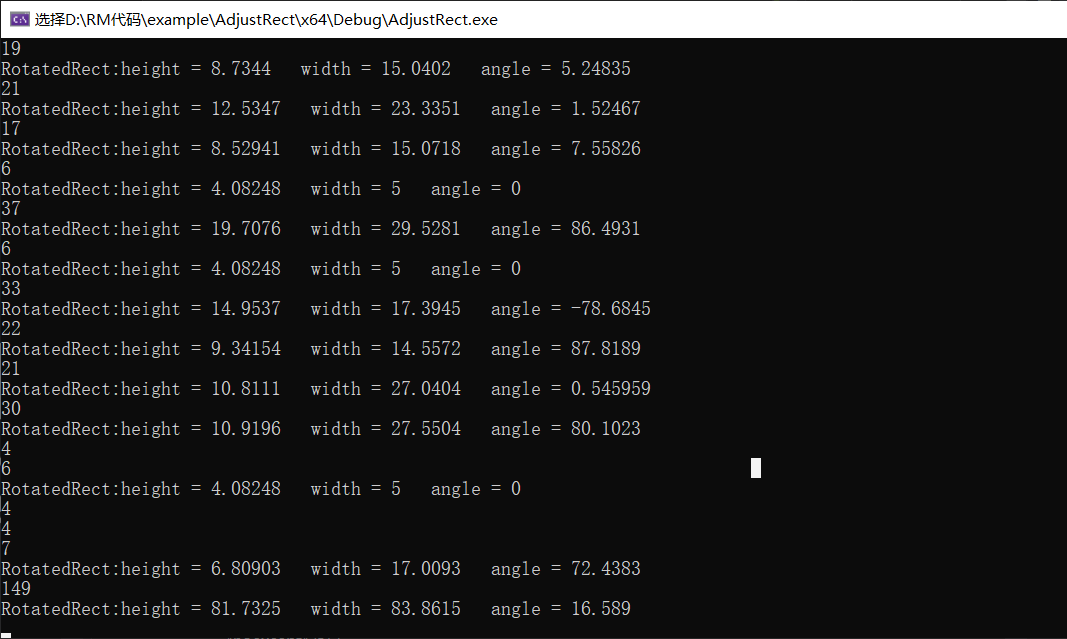 选择D:\RM代码\example\AdjustRect\x64\Debug\AdjustRect.exe
19
RotatedRect:height = 8.7344   width = 15.0402   angle = 5.24835
21
RotatedRect:height = 12.5347   width = 23.3351   angle = 1.52467
17
RotatedRect:height = 8.52941   width = 15.0718   angle = 7.55826
6
RotatedRect:height = 4.08248   width = 5   angle = 0
37
RotatedRect:height = 19.7076   width = 29.5281   angle = 86.4931
6
RotatedRect:height = 4.08248   width = 5   angle = 0
33
RotatedRect:height = 14.9537   width = 17.3945   angle = -78.6845
22
RotatedRect:height = 9.34154   width = 14.5572   angle = 87.8189
21
RotatedRect:height = 10.8111   width = 27.0404   angle = 0.545959
30
RotatedRect:height = 10.9196   width = 27.5504   angle = 80.1023
4
6
RotatedRect:height = 4.08248   width = 5   angle = 0
4
4
7
RotatedRect:height = 6.80903   width = 17.0093   angle = 72.4383
149
RotatedRect:height = 81.7325   width = 83.8615   angle = 16.589